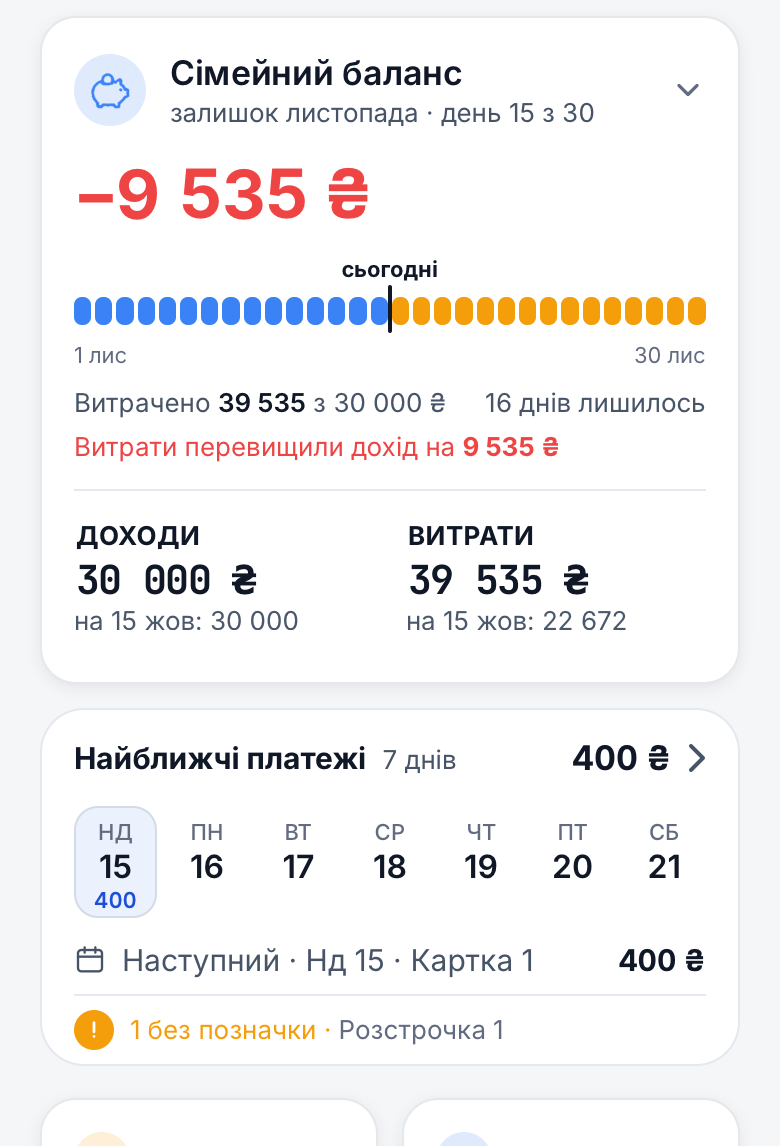 Сімейний баланс
залишок листопада · день 15 з 30
−9 535 ₴
сьогодні
1 лис
30 лис
Витрачено 39 535 з 30 000 ₴
16 днів лишилось
Витрати перевищили дохід на 9 535 ₴
ДОХОДИ
30 000 ₴
на 15 жов: 30 000
ВИТРАТИ
39 535 ₴
на 15 жов: 22 672
Найближчі платежі 7 днів 400 ₴
НД ПН ВТ СР ЧТ ПТ СБ
15 16 17 18 19 20 21
400
Наступний · Нд 15 · Картка 1 400 ₴
! 1 без позначки · Розстрочка 1